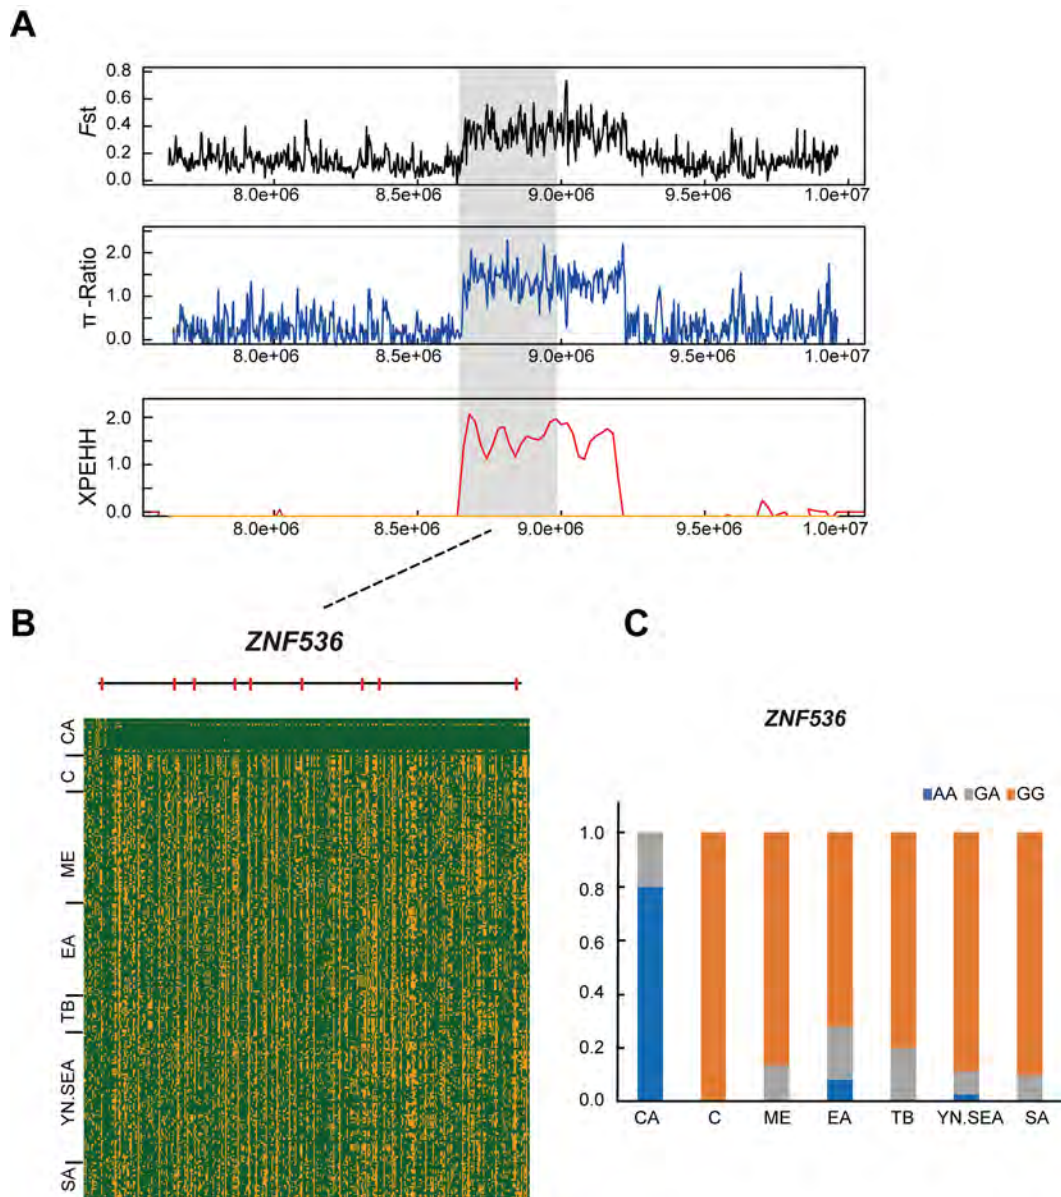 A
Fst
0.8
0.6
0.4
0.2
0.0
8.0e+06 8.5e+06 9.0e+06 9.5e+06 1.0e+07
π -Ratio
2.0
1.0
0.0
8.0e+06 8.5e+06 9.0e+06 9.5e+06 1.0e+07
XPEHH
2.0
1.0
0.0
8.0e+06 8.5e+06 9.0e+06 9.5e+06 1.0e+07
B
ZNF536
CA
C
ME
EA
TB
YN.SEA
SA
C
ZNF536
AA GA GG
1.0
0.8
0.6
0.4
0.2
0.0
CA C ME EA TB YN.SEA SA